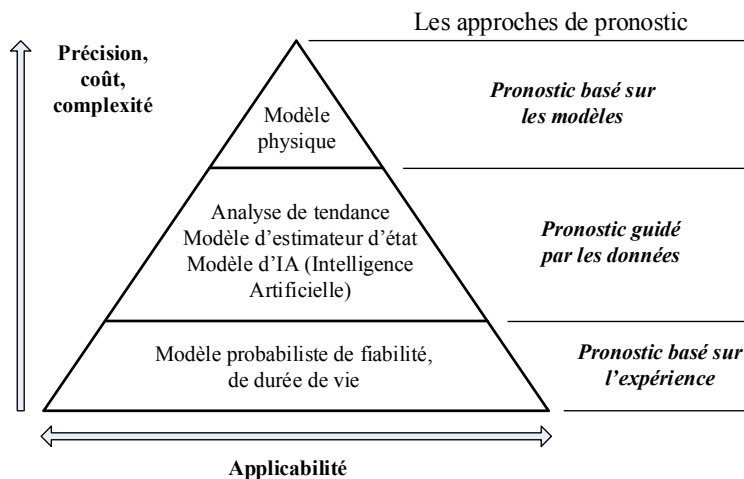 Les approches de pronostic
Précision,
coût,
complexité
Modèle
physique
Pronostic basé sur
les modèles
Analyse de tendance
Modèle d’estimateur d’état
Modèle d’IA (Intelligence
Artificielle)
Pronostic guidé
par les données
Modèle probabiliste de fiabilité,
de durée de vie
Pronostic basé sur
l’expérience
Applicabilité